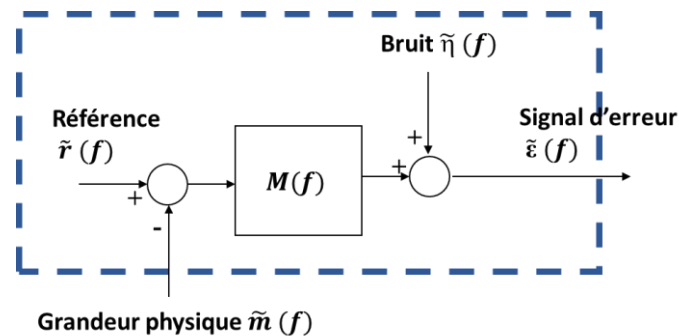 Bruit η̃ (f)
Référence
r̃ (f)
Signal d'erreur
ε̃ (f)
+
+
+
-
M(f)
Grandeur physique m̃ (f)